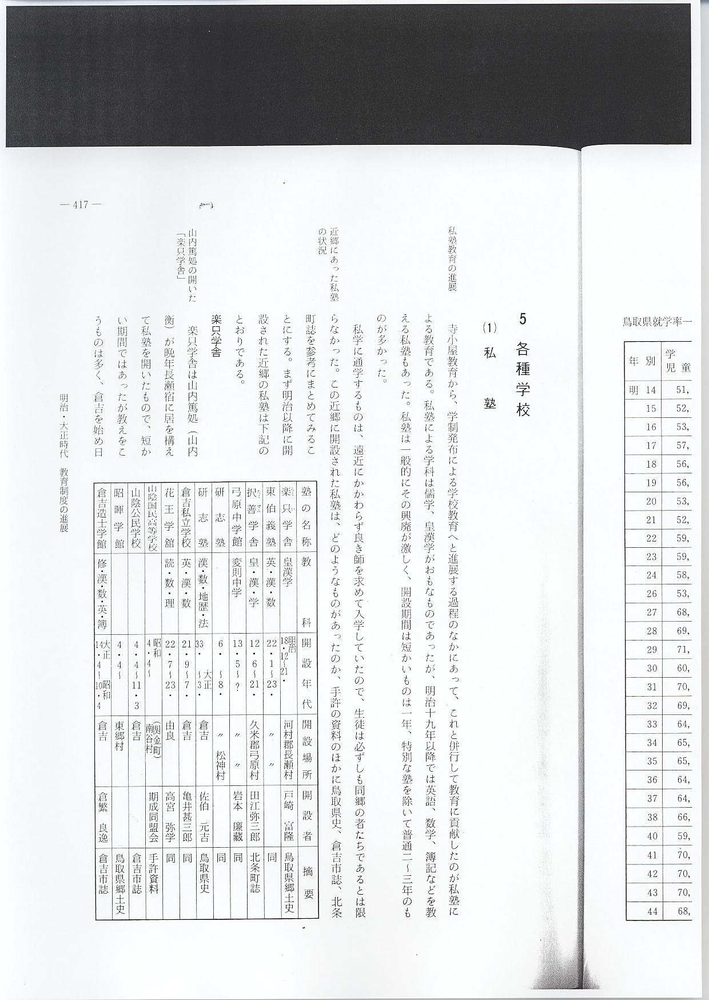 鳥取県就学率一
年別 学 児童
明14 51,
15 52,
16 53,
17 57,
18 56,
19 56,
20 53,
21 52,
22 59,
23 59,
24 58,
26 53,
27 68,
28 69,
29 71,
30 60,
31 70,
32 69,
33 64,
34 65,
35 65,
36 64,
37 64,
38 66,
40 59,
41 70,
42 70,
43 70,
44 68,
5 各種学校
(1) 私塾
私塾教育の進展
寺小屋教育から、学制発布による学校教育へと進展する過程のなかにあって、これと併行して教育に貢献したのが私塾に
よる教育である。私塾による学科は儒学、皇漢学がおもなものであったが、明治十九年以降では英語、数学、簿記などを教
える私塾もあった。私塾は一般的にその興廃が激しく、開設期間は短かいものは一年、特別な塾を除いて普通二〜三年のも
のが多かった。
近郷にあった私塾
の状況
私学に通学するものは、遠近にかかわらず良き師を求めて入学していたので、生徒は必ずしも同郷の者たちであるとは限
らなかった。この近郷に開設された私塾は、どのようなものがあったのか、手許の資料のほかに鳥取県史、倉吉市誌、北条
町誌を参考にまとめてみるこ
とにする。まず明治以降に開
設された近郷の私塾は下記の
とおりである。
楽只学舎
山内篤処の開いた
「楽只学舎」
楽只学舎は山内篤処（山内
衡）が晩年長瀬宿に居を構え
て私塾を開いたもので、短か
い期間ではあったが教えをこ
うものは多く、倉吉を始め日
塾の名称 教科 開設年代 開設場所 開設者 摘要
楽只学舎 皇漢学 明治18・12〜21・ 河村郡長瀬村 戸崎富隆 鳥取県郷土史
東伯義塾 英・漢・数 22・1〜23・ 〃 〃 同
択善学舎 皇・漢・学 12・6〜21・ 久米郡弓原村 田江弥三郎 北条町誌
弓原中学館 変則中学 13・5〜？ 〃 〃 岩本廉蔵 同
研志塾 6・〜8・ 〃 松神村 同
研志塾 漢・数・地歴・法 33・〜大正3・ 倉吉 佐伯元吉 鳥取県史
倉吉私立学校 英・漢・数 21・9〜7・ 倉吉 亀井甚三郎 同
花王学舘 読・数・理 22・7〜23・ 由良 高宮弥学 同
山陰国民高等学校 昭和4・4〜 （関金町）南谷村 期成同盟会 手許資料
山陰公民学校 4・4〜11・3 倉吉 倉吉市誌
昭暉学館 4・4〜 東郷村 鳥取県郷土史
倉吉造士学館 修・漢・数・英・簿 大正14・4〜昭和10・4 倉吉 倉繁良逸 倉吉市誌
明治・大正時代 教育制度の進展
— 417 —